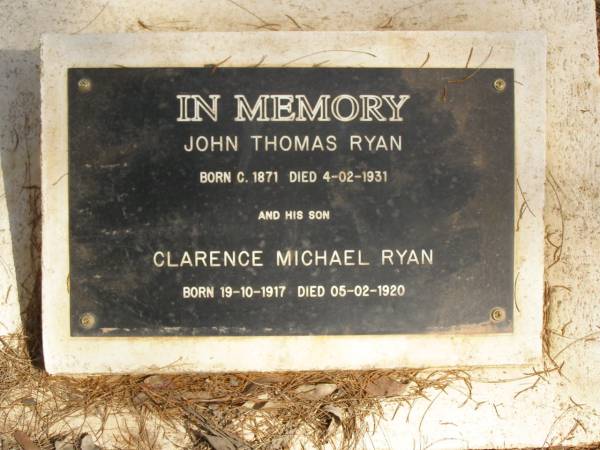 IN MEMORY
JOHN THOMAS RYAN
BORN C. 1871 DIED 4-02-1931
AND HIS SON
CLARENCE MICHAEL RYAN
BORN 19-10-1917 DIED 05-02-1920